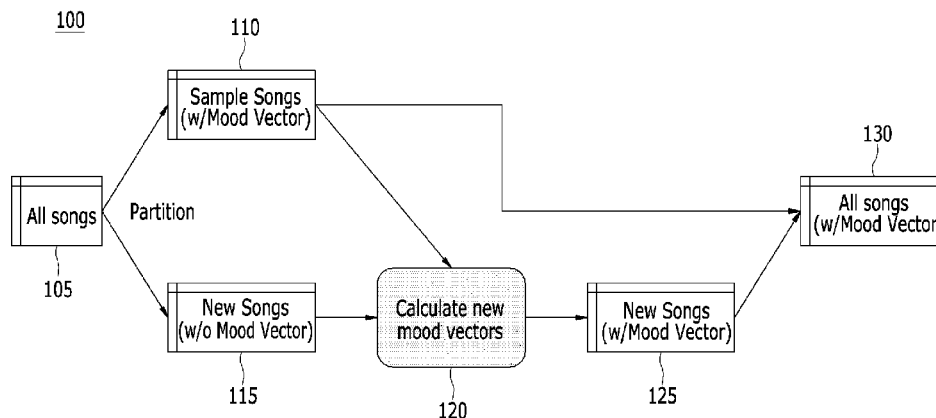 100
110
Sample Songs
(w/Mood Vector)
130
All songs
Partition
All songs
(w/Mood Vector
105
New Songs
(w/o Mood Vector)
Calculate new
mood vectors
New Songs
(w/Mood Vector)
115
120
125